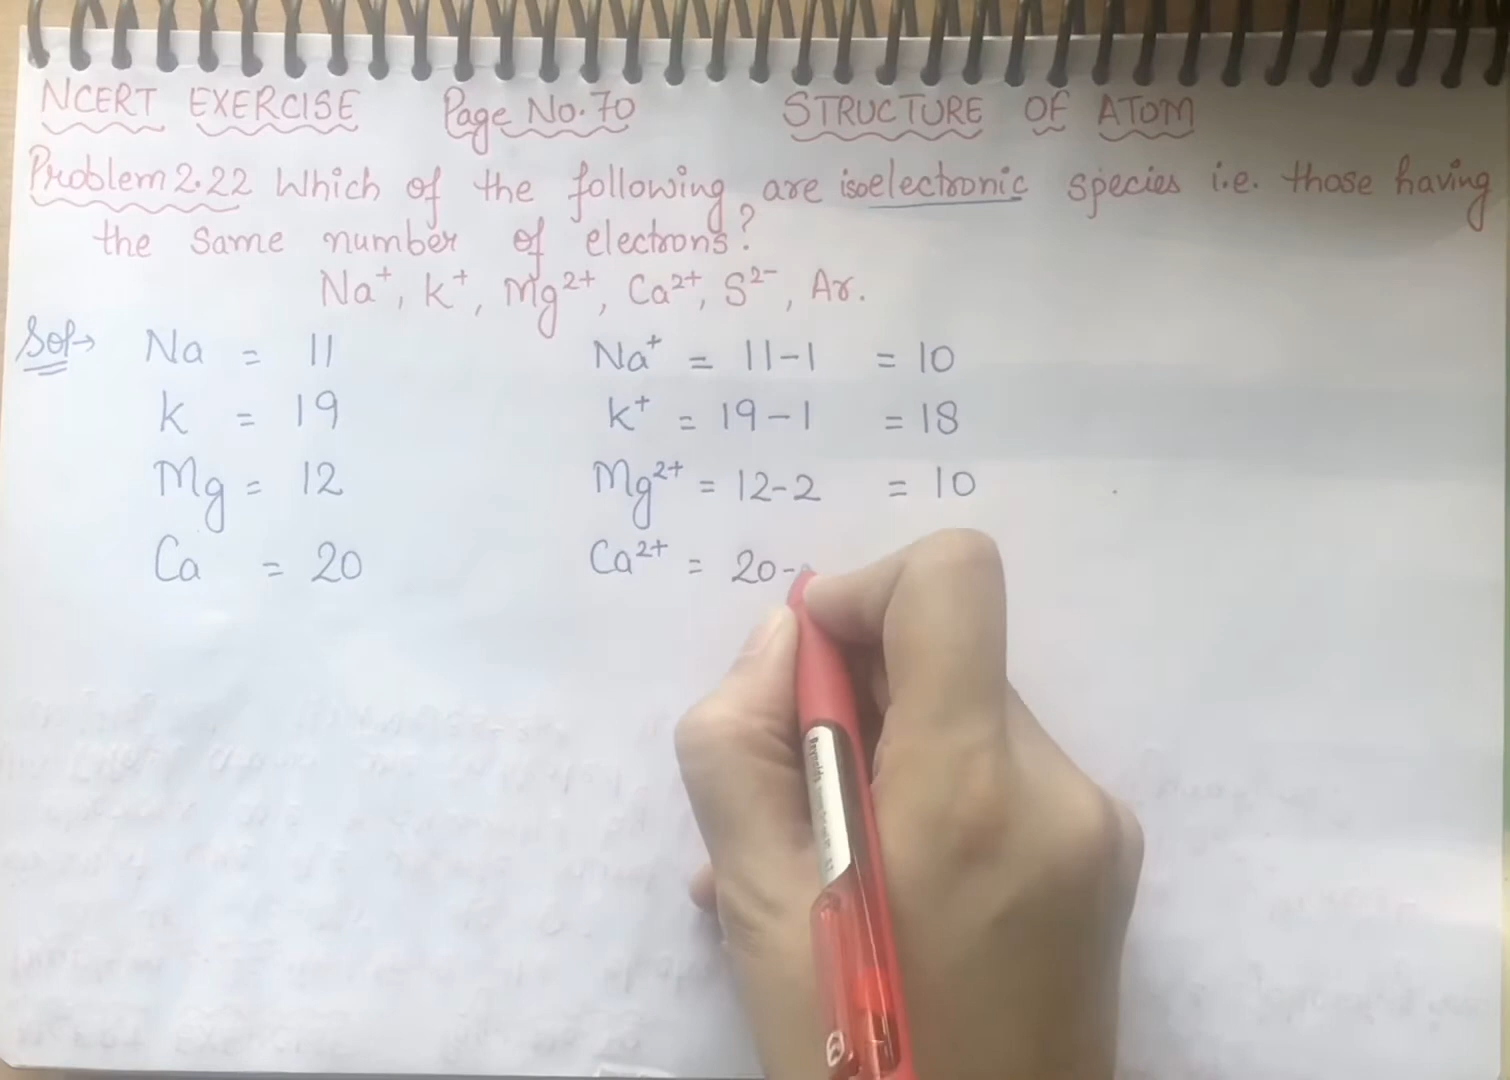 NCERT EXERCISE Page No. 70 STRUCTURE OF ATOM
Problem 2.22 Which of the following are isoelectronic species i.e. those having
the same number of electrons?
Na⁺, K⁺, Mg²⁺, Ca²⁺, S²⁻, Ar.
Sol→ Na = 11 Na⁺ = 11-1 = 10
K = 19 K⁺ = 19-1 = 18
Mg = 12 Mg²⁺ = 12-2 = 10
Ca = 20 Ca²⁺ = 20-
Reynolds